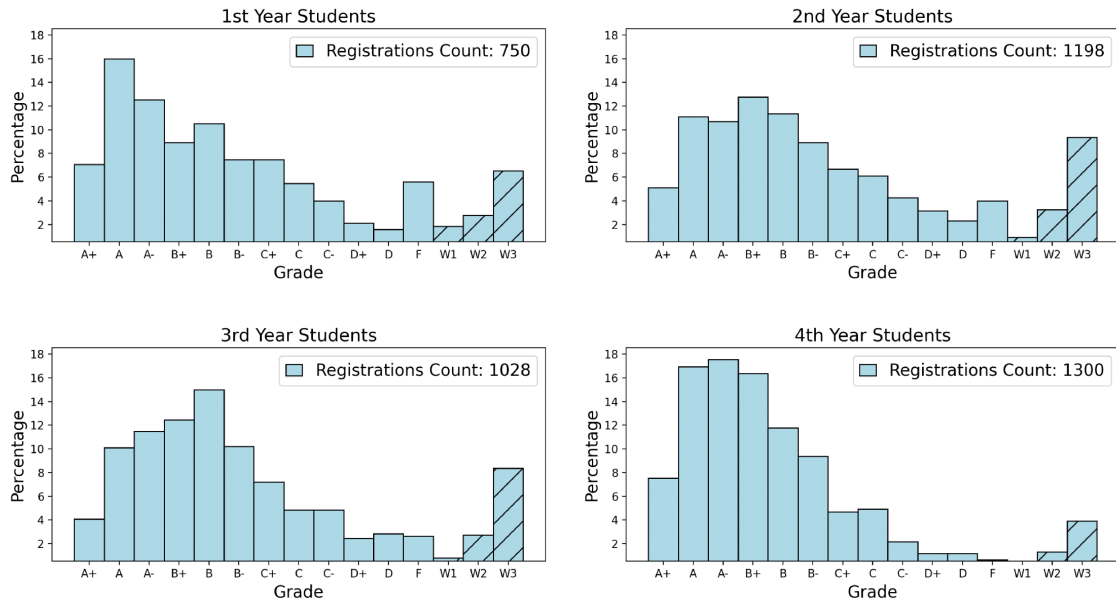 1st Year Students
Registrations Count: 750
Percentage
18
16
14
12
10
8
6
4
2
A+ A A- B+ B B- C+ C C- D+ D F W1 W2 W3
Grade
2nd Year Students
Registrations Count: 1198
Percentage
18
16
14
12
10
8
6
4
2
A+ A A- B+ B B- C+ C C- D+ D F W1 W2 W3
Grade
3rd Year Students
Registrations Count: 1028
Percentage
18
16
14
12
10
8
6
4
2
A+ A A- B+ B B- C+ C C- D+ D F W1 W2 W3
Grade
4th Year Students
Registrations Count: 1300
Percentage
18
16
14
12
10
8
6
4
2
A+ A A- B+ B B- C+ C C- D+ D F W1 W2 W3
Grade